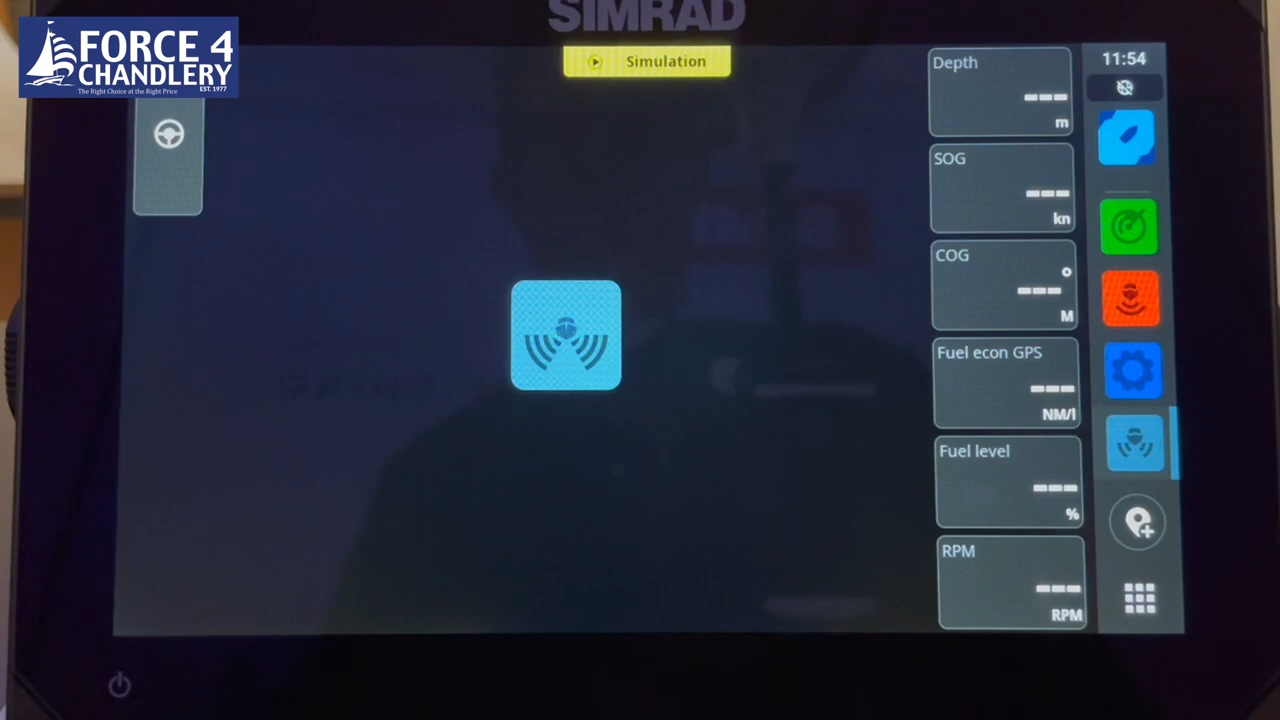 FORCE 4
CHANDLERY
The Right Choice at the Right Price
EST. 1977
SIMRAD
Simulation
11:54
Depth
---
m
SOG
---
kn
COG
°
---
M
Fuel econ GPS
---
NM/l
Fuel level
---
%
RPM
---
RPM